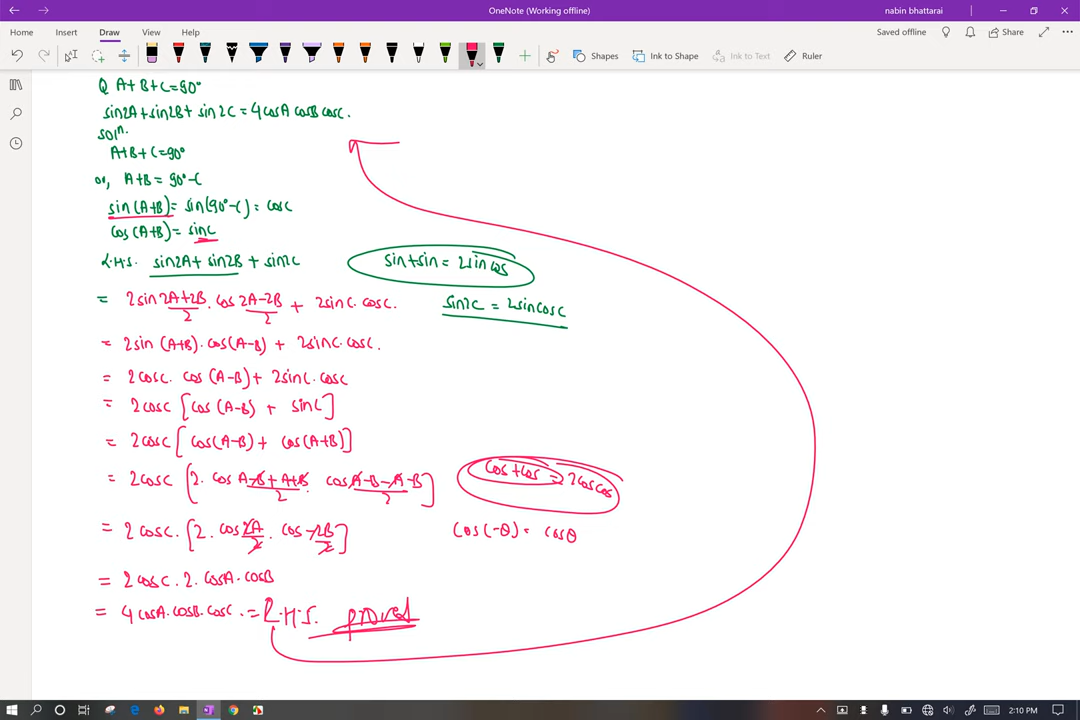 OneNote (Working offline)
nabin bhattarai
Home Insert Draw View Help
Saved offline Share
Shapes Ink to Shape Ink to Text Ruler
Q A+B+C=90°
sin2A+sin2B+ sin2C = 4cosA cosB cosC.
solⁿ.
A+B+C=90°
or, A+B = 90°-C
sin(A+B)= sin(90°-C) = cosC
cos(A+B) = sinC
L.H.S. sin2A+ sin2B + sin2C
sin+sin = 2sin cos
= 2sin (2A+2B)/2 . cos (2A-2B)/2 + 2sinC. cosC.
sin2C = 2sinCcosC
= 2sin (A+B). cos(A-B) + 2sinC. cosC.
= 2cosC. cos (A-B) + 2sinC. cosC
= 2cosC [cos(A-B) + sinC]
= 2cosC [cos(A-B) + cos(A+B)]
= 2cosC [2. cos (A-B+A+B)/2 . cos (A-B-A-B)/2]
cos+cos = 2cos cos
= 2cosC. [2. cos 2A/2 . cos -2B/2]
cos(-θ) = cosθ
= 2cosC. 2. cosA. cosB
= 4cosA. cosB. cosC. = R.H.S. proved
2:10 PM